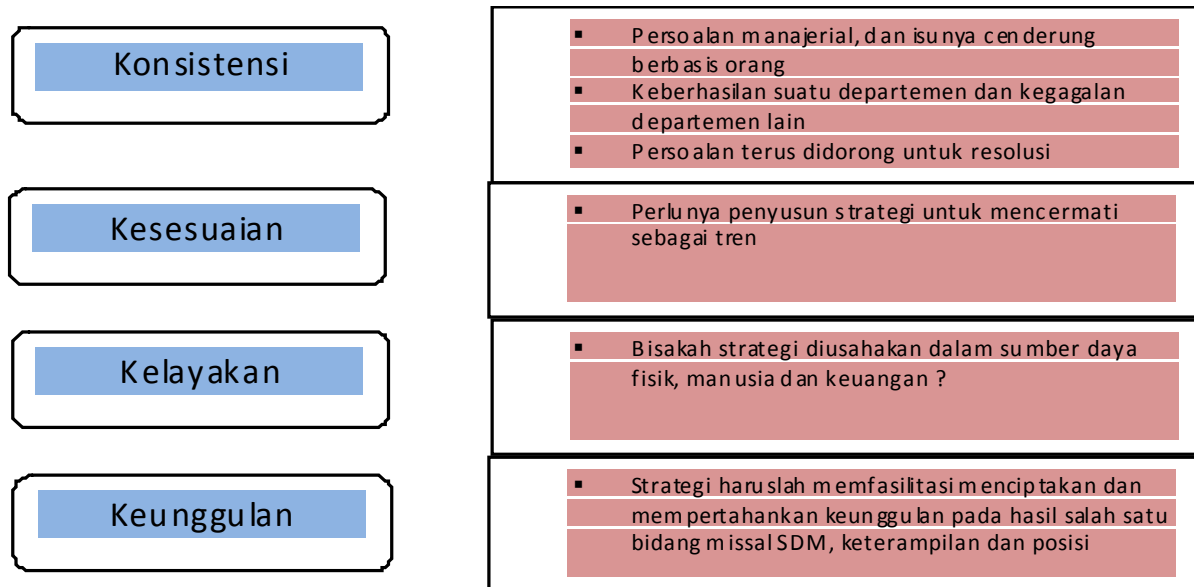 Konsistensi
▪ Persoalan manajerial, dan isunya cenderung
berbasis orang
▪ Keberhasilan suatu departemen dan kegagalan
departemen lain
▪ Persoalan terus didorong untuk resolusi
Kesesuaian
▪ Perlunya penyusun strategi untuk mencermati
sebagai tren
Kelayakan
▪ Bisakah strategi diusahakan dalam sumber daya
fisik, manusia dan keuangan ?
Keunggulan
▪ Strategi haruslah memfasilitasi menciptakan dan
mempertahankan keunggulan pada hasil salah satu
bidang missal SDM, keterampilan dan posisi